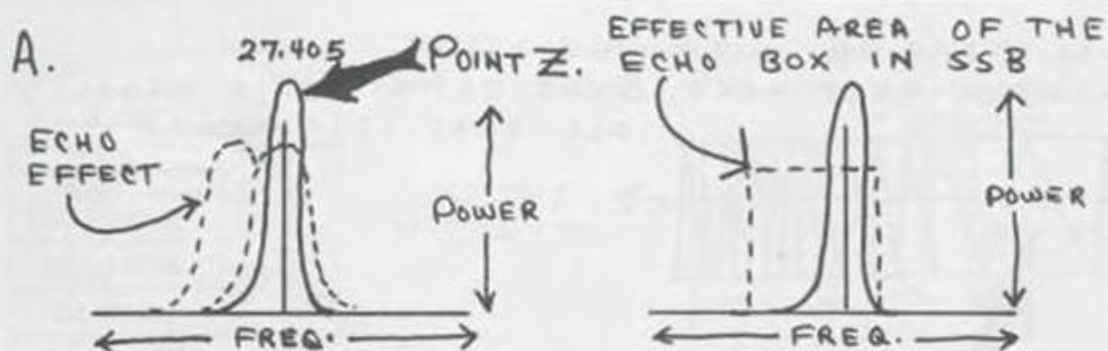 A.
27.405
POINT Z.
ECHO
EFFECT
POWER
FREQ.
EFFECTIVE AREA OF THE
ECHO BOX IN SSB
POWER
FREQ.